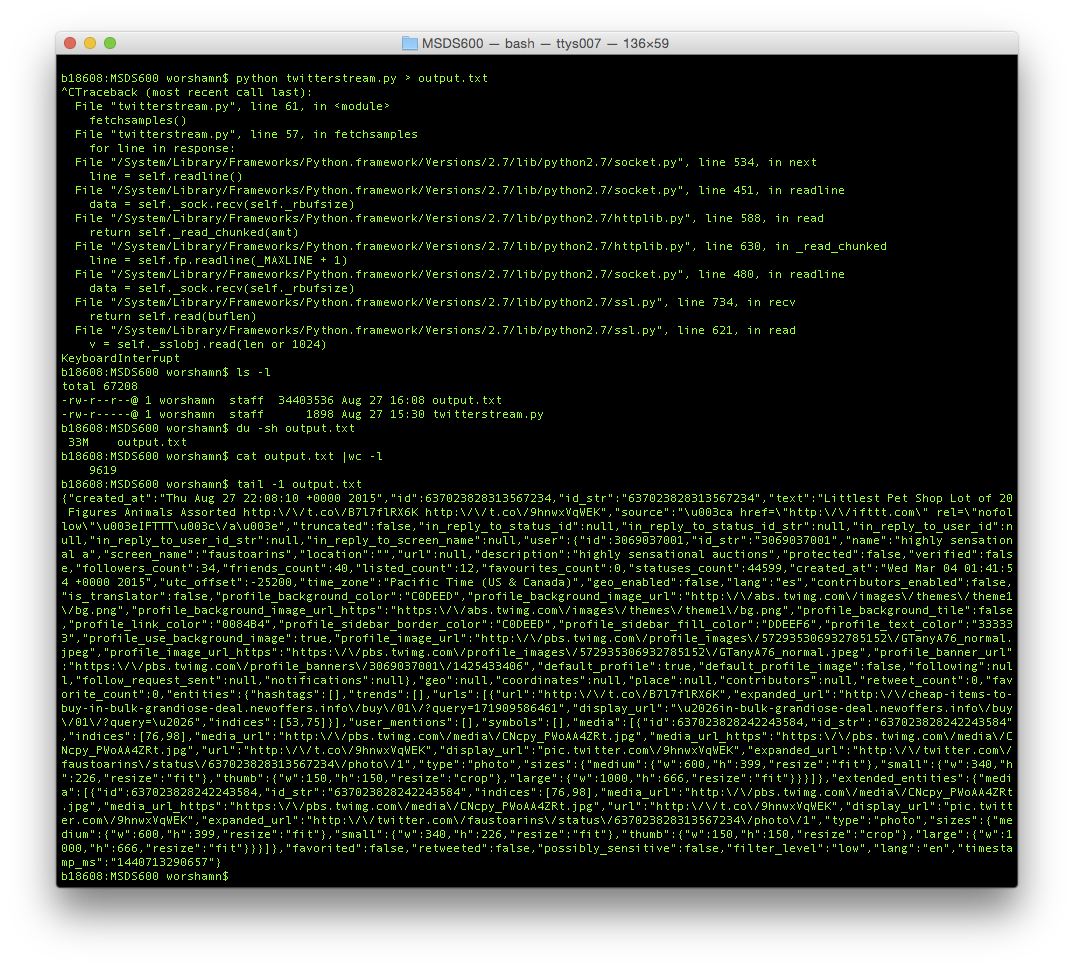 MSDS600 — bash — ttys007 — 136×59
b18608:MSDS600 worshamn$ python twitterstream.py > output.txt
^CTraceback (most recent call last):
  File "twitterstream.py", line 61, in <module>
    fetchsamples()
  File "twitterstream.py", line 57, in fetchsamples
    for line in response:
  File "/System/Library/Frameworks/Python.framework/Versions/2.7/lib/python2.7/socket.py", line 534, in next
    line = self.readline()
  File "/System/Library/Frameworks/Python.framework/Versions/2.7/lib/python2.7/socket.py", line 451, in readline
    data = self._sock.recv(self._rbufsize)
  File "/System/Library/Frameworks/Python.framework/Versions/2.7/lib/python2.7/httplib.py", line 588, in read
    return self._read_chunked(amt)
  File "/System/Library/Frameworks/Python.framework/Versions/2.7/lib/python2.7/httplib.py", line 630, in _read_chunked
    line = self.fp.readline(_MAXLINE + 1)
  File "/System/Library/Frameworks/Python.framework/Versions/2.7/lib/python2.7/socket.py", line 480, in readline
    data = self._sock.recv(self._rbufsize)
  File "/System/Library/Frameworks/Python.framework/Versions/2.7/lib/python2.7/ssl.py", line 734, in recv
    return self.read(buflen)
  File "/System/Library/Frameworks/Python.framework/Versions/2.7/lib/python2.7/ssl.py", line 621, in read
    v = self._sslobj.read(len or 1024)
KeyboardInterrupt
b18608:MSDS600 worshamn$ ls -l
total 67208
-rw-r--r--@ 1 worshamn  staff  34403536 Aug 27 16:08 output.txt
-rw-r-----@ 1 worshamn  staff      1898 Aug 27 15:30 twitterstream.py
b18608:MSDS600 worshamn$ du -sh output.txt
 33M    output.txt
b18608:MSDS600 worshamn$ cat output.txt |wc -l
    9619
b18608:MSDS600 worshamn$ tail -1 output.txt
{"created_at":"Thu Aug 27 22:08:10 +0000 2015","id":637023828313567234,"id_str":"637023828313567234","text":"Littlest Pet Shop Lot of 20
 Figures Animals Assorted http:\/\/t.co\/B7l7flRX6K http:\/\/t.co\/9hnwxVqWEK","source":"\u003ca href=\"http:\/\/ifttt.com\" rel=\"nofol
low\"\u003eIFTTT\u003c\/a\u003e","truncated":false,"in_reply_to_status_id":null,"in_reply_to_status_id_str":null,"in_reply_to_user_id":n
ull,"in_reply_to_user_id_str":null,"in_reply_to_screen_name":null,"user":{"id":3069037001,"id_str":"3069037001","name":"highly sensation
al a","screen_name":"faustoarins","location":"","url":null,"description":"highly sensational auctions","protected":false,"verified":fals
e,"followers_count":34,"friends_count":40,"listed_count":12,"favourites_count":0,"statuses_count":44599,"created_at":"Wed Mar 04 01:41:5
4 +0000 2015","utc_offset":-25200,"time_zone":"Pacific Time (US & Canada)","geo_enabled":false,"lang":"es","contributors_enabled":false,
"is_translator":false,"profile_background_color":"C0DEED","profile_background_image_url":"http:\/\/abs.twimg.com\/images\/themes\/theme1
\/bg.png","profile_background_image_url_https":"https:\/\/abs.twimg.com\/images\/themes\/theme1\/bg.png","profile_background_tile":false
,"profile_link_color":"0084B4","profile_sidebar_border_color":"C0DEED","profile_sidebar_fill_color":"DDEEF6","profile_text_color":"33333
3","profile_use_background_image":true,"profile_image_url":"http:\/\/pbs.twimg.com\/profile_images\/572935306932785152\/GTanyA76_normal.
jpeg","profile_image_url_https":"https:\/\/pbs.twimg.com\/profile_images\/572935306932785152\/GTanyA76_normal.jpeg","profile_banner_url"
:"https:\/\/pbs.twimg.com\/profile_banners\/3069037001\/1425433406","default_profile":true,"default_profile_image":false,"following":nul
l,"follow_request_sent":null,"notifications":null},"geo":null,"coordinates":null,"place":null,"contributors":null,"retweet_count":0,"fav
orite_count":0,"entities":{"hashtags":[],"trends":[],"urls":[{"url":"http:\/\/t.co\/B7l7flRX6K","expanded_url":"http:\/\/cheap-items-to-
buy-in-bulk-grandiose-deal.newoffers.info\/buy\/01\/?query=171909586461","display_url":"\u2026in-bulk-grandiose-deal.newoffers.info\/buy
\/01\/?query=\u2026","indices":[53,75]}],"user_mentions":[],"symbols":[],"media":[{"id":637023828242243584,"id_str":"637023828242243584"
,"indices":[76,98],"media_url":"http:\/\/pbs.twimg.com\/media\/CNcpy_PWoAA4ZRt.jpg","media_url_https":"https:\/\/pbs.twimg.com\/media\/C
Ncpy_PWoAA4ZRt.jpg","url":"http:\/\/t.co\/9hnwxVqWEK","display_url":"pic.twitter.com\/9hnwxVqWEK","expanded_url":"http:\/\/twitter.com\/
faustoarins\/status\/637023828313567234\/photo\/1","type":"photo","sizes":{"medium":{"w":600,"h":399,"resize":"fit"},"small":{"w":340,"h
":226,"resize":"fit"},"thumb":{"w":150,"h":150,"resize":"crop"},"large":{"w":1000,"h":666,"resize":"fit"}}}]},"extended_entities":{"medi
a":[{"id":637023828242243584,"id_str":"637023828242243584","indices":[76,98],"media_url":"http:\/\/pbs.twimg.com\/media\/CNcpy_PWoAA4ZRt
.jpg","media_url_https":"https:\/\/pbs.twimg.com\/media\/CNcpy_PWoAA4ZRt.jpg","url":"http:\/\/t.co\/9hnwxVqWEK","display_url":"pic.twitt
er.com\/9hnwxVqWEK","expanded_url":"http:\/\/twitter.com\/faustoarins\/status\/637023828313567234\/photo\/1","type":"photo","sizes":{"me
dium":{"w":600,"h":399,"resize":"fit"},"small":{"w":340,"h":226,"resize":"fit"},"thumb":{"w":150,"h":150,"resize":"crop"},"large":{"w":1
000,"h":666,"resize":"fit"}}}]},"favorited":false,"retweeted":false,"possibly_sensitive":false,"filter_level":"low","lang":"en","timesta
mp_ms":"1440713290657"}
b18608:MSDS600 worshamn$